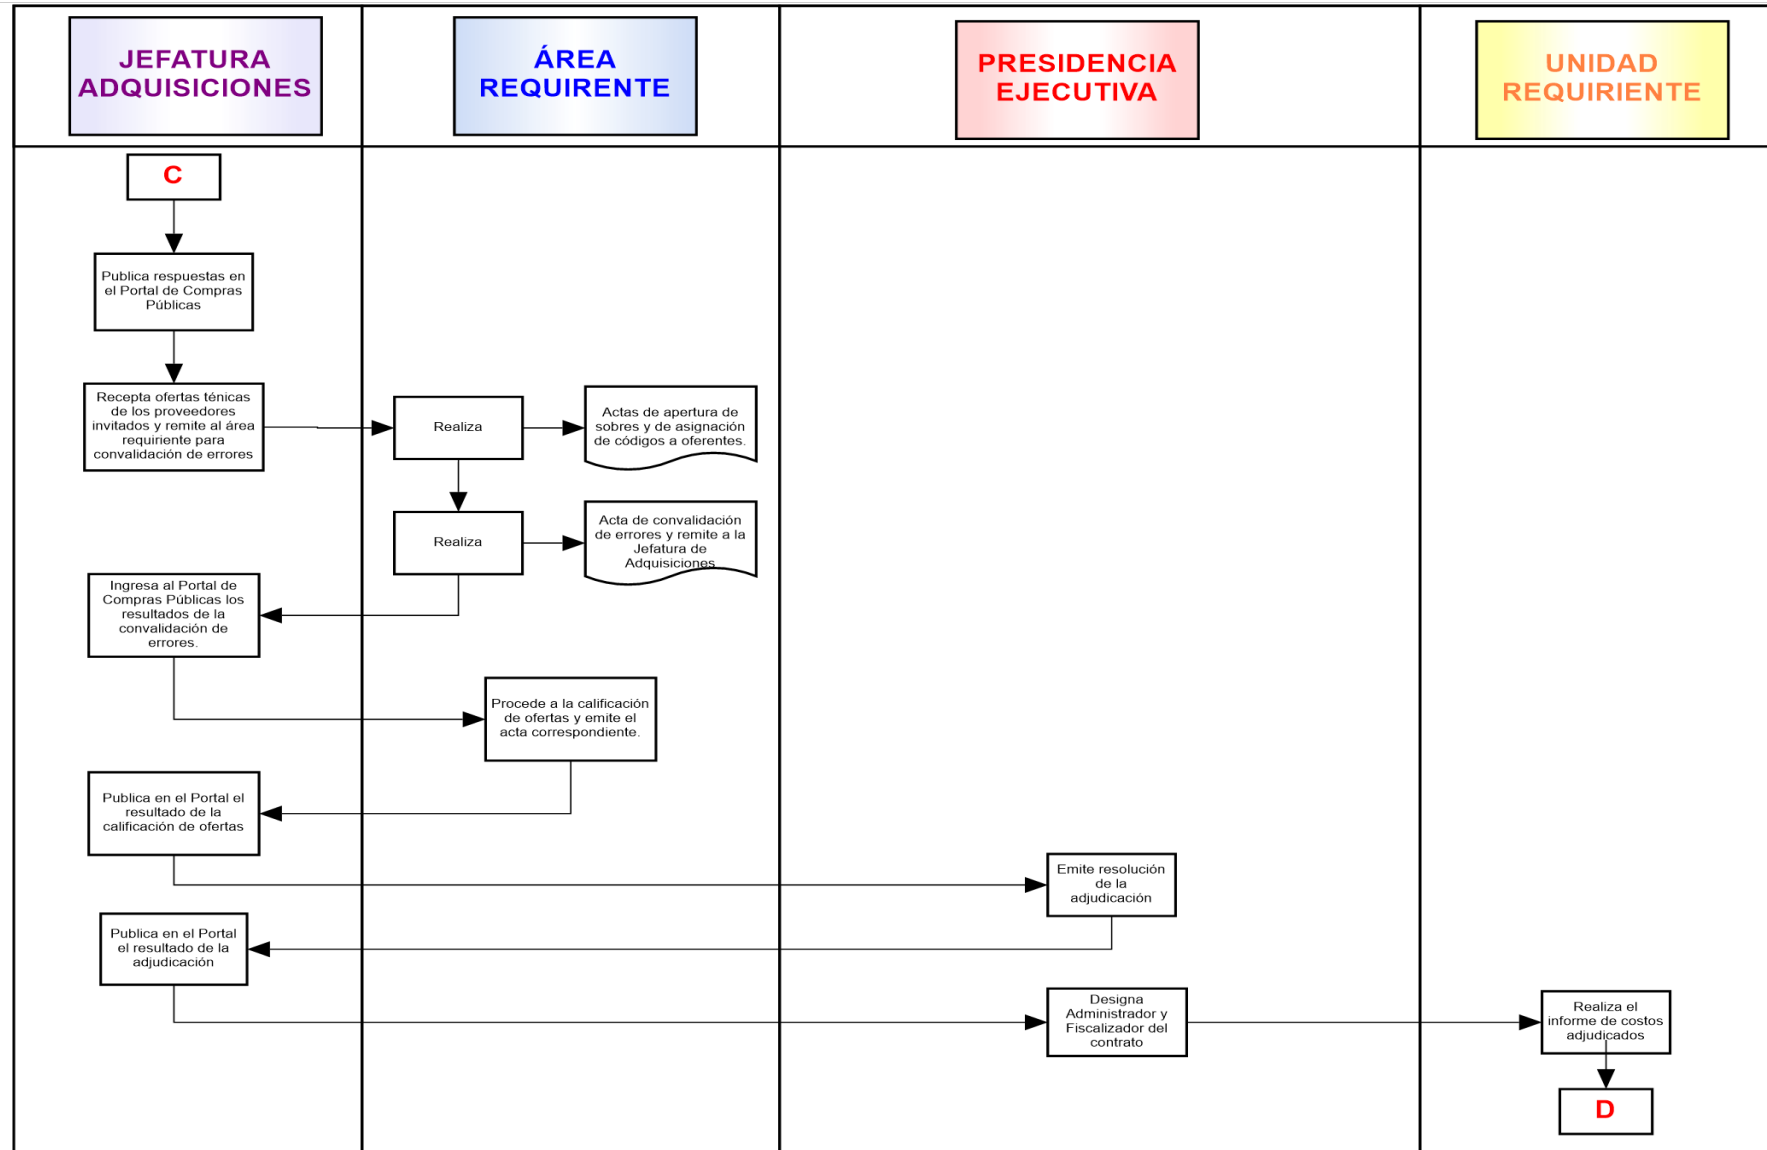 JEFATURA
ADQUISICIONES
ÁREA
REQUIRENTE
PRESIDENCIA
EJECUTIVA
UNIDAD
REQUIRIENTE
C
Publica respuestas en
el Portal de Compras
Públicas
Recepta ofertas ténicas
de los proveedores
invitados y remite al área
requiriente para
convalidación de errores
Realiza
Actas de apertura de
sobres y de asignación
de códigos a oferentes.
Realiza
Acta de convalidación
de errores y remite a la
Jefatura de
Adquisiciones
Ingresa al Portal de
Compras Públicas los
resultados de la
convalidación de
errores.
Procede a la calificación
de ofertas y emite el
acta correspondiente.
Publica en el Portal el
resultado de la
calificación de ofertas
Emite resolución
de la
adjudicación
Publica en el Portal
el resultado de la
adjudicación
Designa
Administrador y
Fiscalizador del
contrato
Realiza el
informe de costos
adjudicados
D